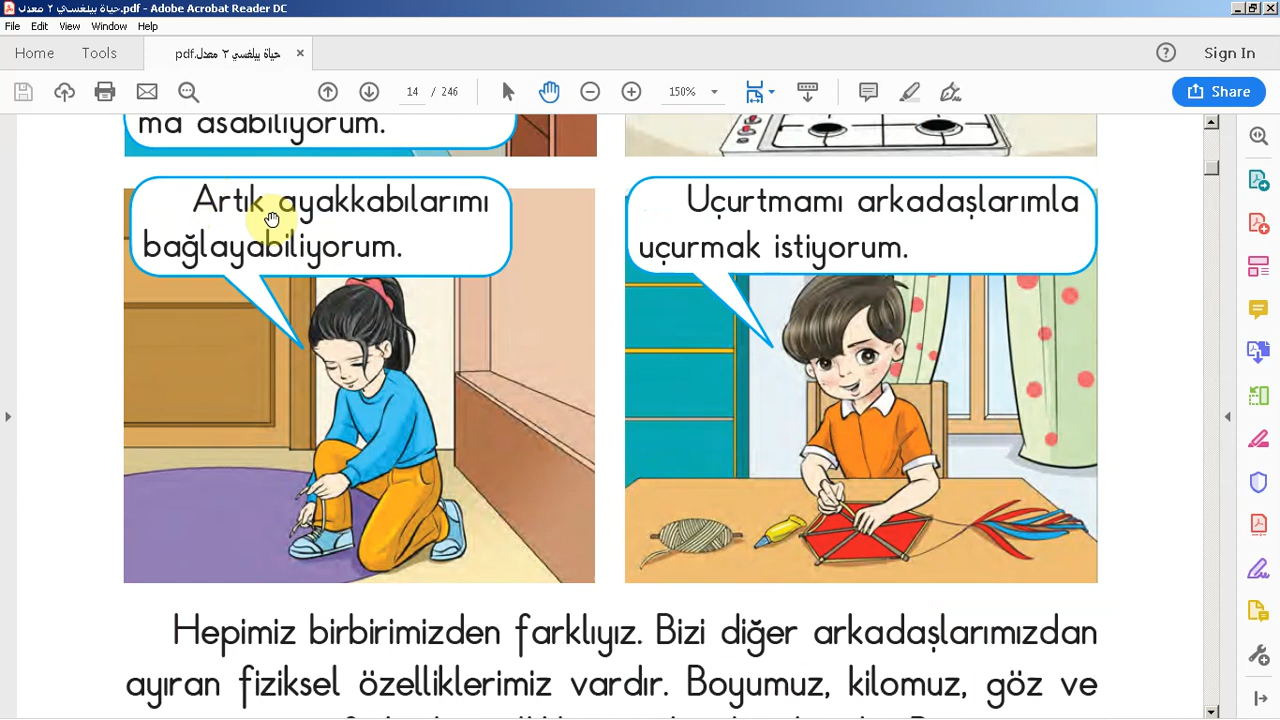 حياة بيلغسي ٢ معدل.pdf - Adobe Acrobat Reader DC
File Edit View Window Help
Home Tools حياة بيلغسي ٢ معدل.pdf × ? Sign In
14 / 246 150% Share
ma asabiliyorum.
Artık ayakkabılarımı
bağlayabiliyorum.
Uçurtmamı arkadaşlarımla
uçurmak istiyorum.
Hepimiz birbirimizden farklıyız. Bizi diğer arkadaşlarımızdan
ayıran fiziksel özelliklerimiz vardır. Boyumuz, kilomuz, göz ve